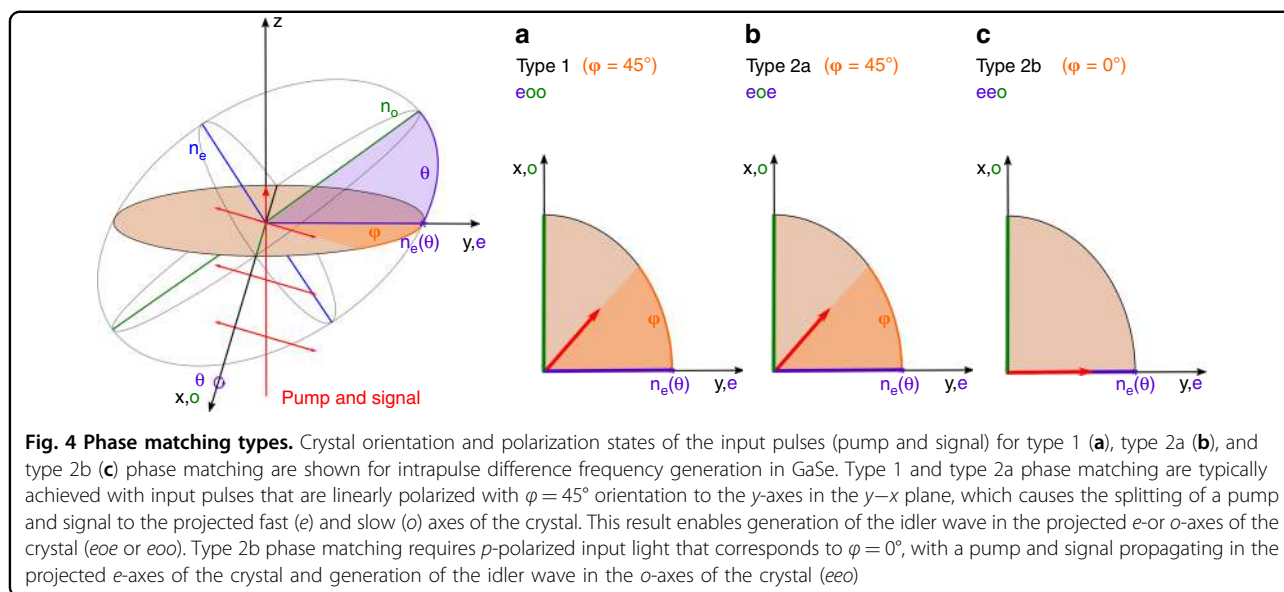 z
n_o
n_e
θ
φ
n_e(θ)
y,e
θ
x,o
Pump and signal
a
Type 1 (φ = 45°)
eoo
x,o
φ
n_e(θ)
y,e
b
Type 2a (φ = 45°)
eoe
x,o
φ
n_e(θ)
y,e
c
Type 2b (φ = 0°)
eeo
x,o
n_e(θ)
y,e
Fig. 4 Phase matching types. Crystal orientation and polarization states of the input pulses (pump and signal) for type 1 (a), type 2a (b), and
type 2b (c) phase matching are shown for intrapulse difference frequency generation in GaSe. Type 1 and type 2a phase matching are typically
achieved with input pulses that are linearly polarized with φ = 45° orientation to the y-axes in the y−x plane, which causes the splitting of a pump
and signal to the projected fast (e) and slow (o) axes of the crystal. This result enables generation of the idler wave in the projected e-or o-axes of the
crystal (eoe or eoo). Type 2b phase matching requires p-polarized input light that corresponds to φ = 0°, with a pump and signal propagating in the
projected e-axes of the crystal and generation of the idler wave in the o-axes of the crystal (eeo)